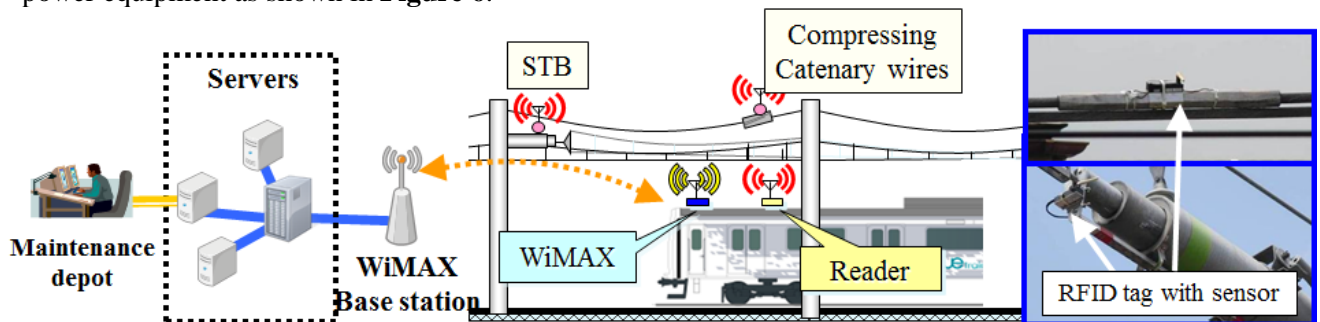 power equipment as shown in Figure 6.
Servers
STB
Compressing
Catenary wires
Maintenance
depot
WiMAX
Base station
WiMAX
Reader
RFID tag with sensor